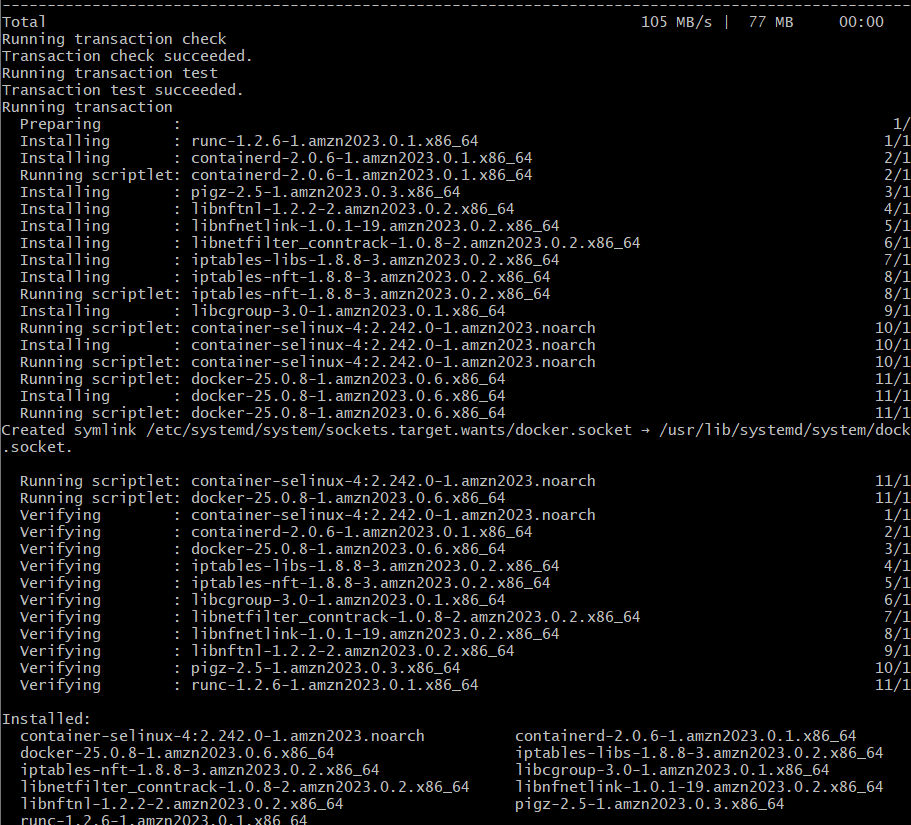 --------------------------------------------------------------------------------
Total 105 MB/s | 77 MB 00:00
Running transaction check
Transaction check succeeded.
Running transaction test
Transaction test succeeded.
Running transaction
Preparing : 1/
Installing : runc-1.2.6-1.amzn2023.0.1.x86_64 1/1
Installing : containerd-2.0.6-1.amzn2023.0.1.x86_64 2/1
Running scriptlet: containerd-2.0.6-1.amzn2023.0.1.x86_64 2/1
Installing : pigz-2.5-1.amzn2023.0.3.x86_64 3/1
Installing : libnftnl-1.2.2-2.amzn2023.0.2.x86_64 4/1
Installing : libnfnetlink-1.0.1-19.amzn2023.0.2.x86_64 5/1
Installing : libnetfilter_conntrack-1.0.8-2.amzn2023.0.2.x86_64 6/1
Installing : iptables-libs-1.8.8-3.amzn2023.0.2.x86_64 7/1
Installing : iptables-nft-1.8.8-3.amzn2023.0.2.x86_64 8/1
Running scriptlet: iptables-nft-1.8.8-3.amzn2023.0.2.x86_64 8/1
Installing : libcgroup-3.0-1.amzn2023.0.1.x86_64 9/1
Running scriptlet: container-selinux-4:2.242.0-1.amzn2023.noarch 10/1
Installing : container-selinux-4:2.242.0-1.amzn2023.noarch 10/1
Running scriptlet: container-selinux-4:2.242.0-1.amzn2023.noarch 10/1
Running scriptlet: docker-25.0.8-1.amzn2023.0.6.x86_64 11/1
Installing : docker-25.0.8-1.amzn2023.0.6.x86_64 11/1
Running scriptlet: docker-25.0.8-1.amzn2023.0.6.x86_64 11/1
Created symlink /etc/systemd/system/sockets.target.wants/docker.socket → /usr/lib/systemd/system/dock
.socket.
Running scriptlet: container-selinux-4:2.242.0-1.amzn2023.noarch 11/1
Running scriptlet: docker-25.0.8-1.amzn2023.0.6.x86_64 11/1
Verifying : container-selinux-4:2.242.0-1.amzn2023.noarch 1/1
Verifying : containerd-2.0.6-1.amzn2023.0.1.x86_64 2/1
Verifying : docker-25.0.8-1.amzn2023.0.6.x86_64 3/1
Verifying : iptables-libs-1.8.8-3.amzn2023.0.2.x86_64 4/1
Verifying : iptables-nft-1.8.8-3.amzn2023.0.2.x86_64 5/1
Verifying : libcgroup-3.0-1.amzn2023.0.1.x86_64 6/1
Verifying : libnetfilter_conntrack-1.0.8-2.amzn2023.0.2.x86_64 7/1
Verifying : libnfnetlink-1.0.1-19.amzn2023.0.2.x86_64 8/1
Verifying : libnftnl-1.2.2-2.amzn2023.0.2.x86_64 9/1
Verifying : pigz-2.5-1.amzn2023.0.3.x86_64 10/1
Verifying : runc-1.2.6-1.amzn2023.0.1.x86_64 11/1
Installed:
container-selinux-4:2.242.0-1.amzn2023.noarch containerd-2.0.6-1.amzn2023.0.1.x86_64
docker-25.0.8-1.amzn2023.0.6.x86_64 iptables-libs-1.8.8-3.amzn2023.0.2.x86_64
iptables-nft-1.8.8-3.amzn2023.0.2.x86_64 libcgroup-3.0-1.amzn2023.0.1.x86_64
libnetfilter_conntrack-1.0.8-2.amzn2023.0.2.x86_64 libnfnetlink-1.0.1-19.amzn2023.0.2.x86_64
libnftnl-1.2.2-2.amzn2023.0.2.x86_64 pigz-2.5-1.amzn2023.0.3.x86_64
runc-1.2.6-1.amzn2023.0.1.x86_64